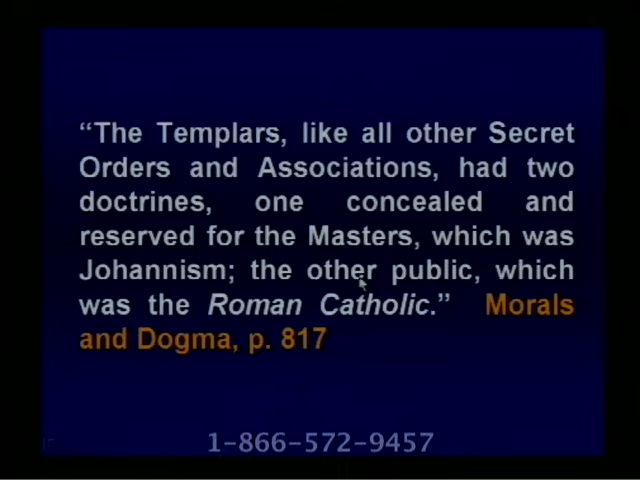 “The Templars, like all other Secret
Orders and Associations, had two
doctrines, one concealed and
reserved for the Masters, which was
Johannism; the other public, which
was the Roman Catholic.” Morals
and Dogma, p. 817
1-866-572-9457